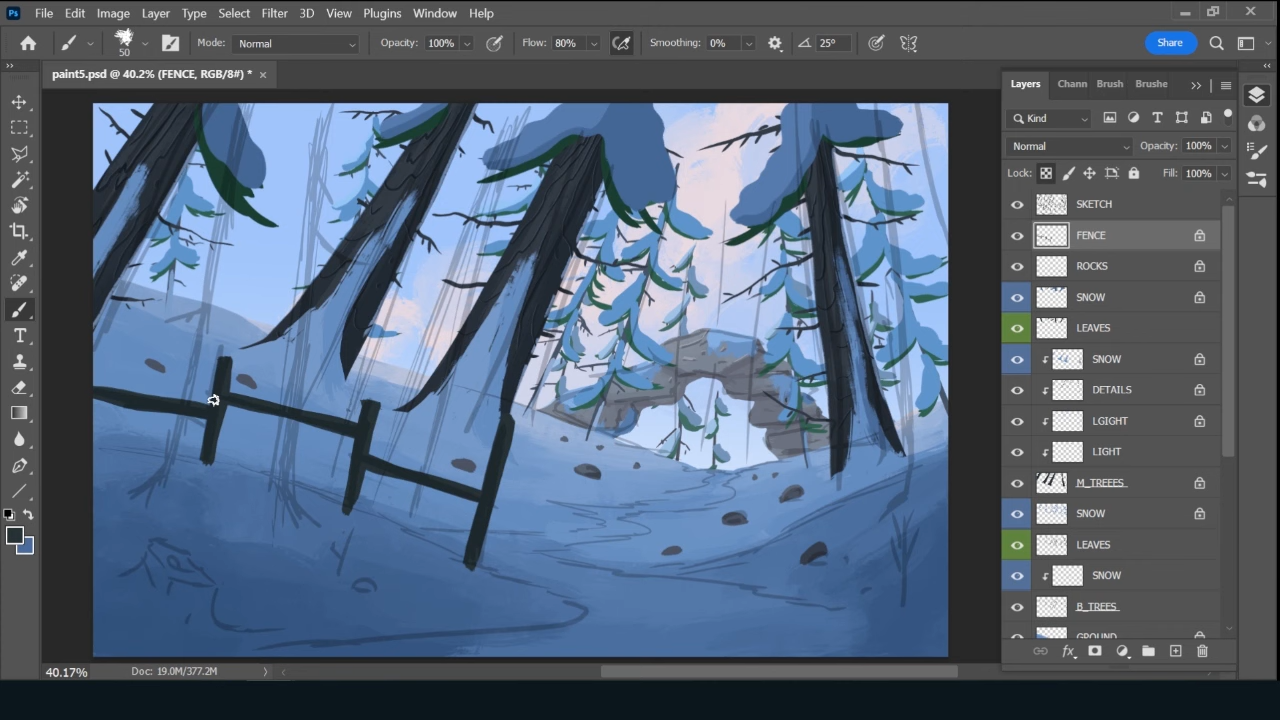 Ps File Edit Image Layer Type Select Filter 3D View Plugins Window Help
50 Mode: Normal Opacity: 100% Flow: 80% Smoothing: 0% 25° Share
paint5.psd @ 40.2% (FENCE, RGB/8#) * ×
Layers Chann Brush Brushe
Kind
Normal Opacity: 100%
Lock: Fill: 100%
SKETCH
FENCE
ROCKS
SNOW
LEAVES
SNOW
DETAILS
LGIGHT
LIGHT
M_TREEES
SNOW
LEAVES
SNOW
B_TREES
GROUND
fx
40.17% Doc: 19.0M/377.2M